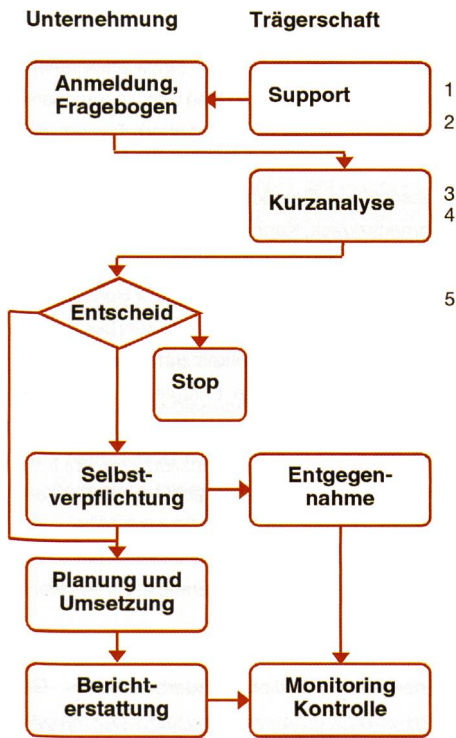 Unternehmung Trägerschaft
Anmeldung,
Fragebogen
Support
1
2
Kurzanalyse
3
4
Entscheid
5
Stop
Selbst-
verpflichtung
Entgegen-
nahme
Planung und
Umsetzung
Bericht-
erstattung
Monitoring
Kontrolle